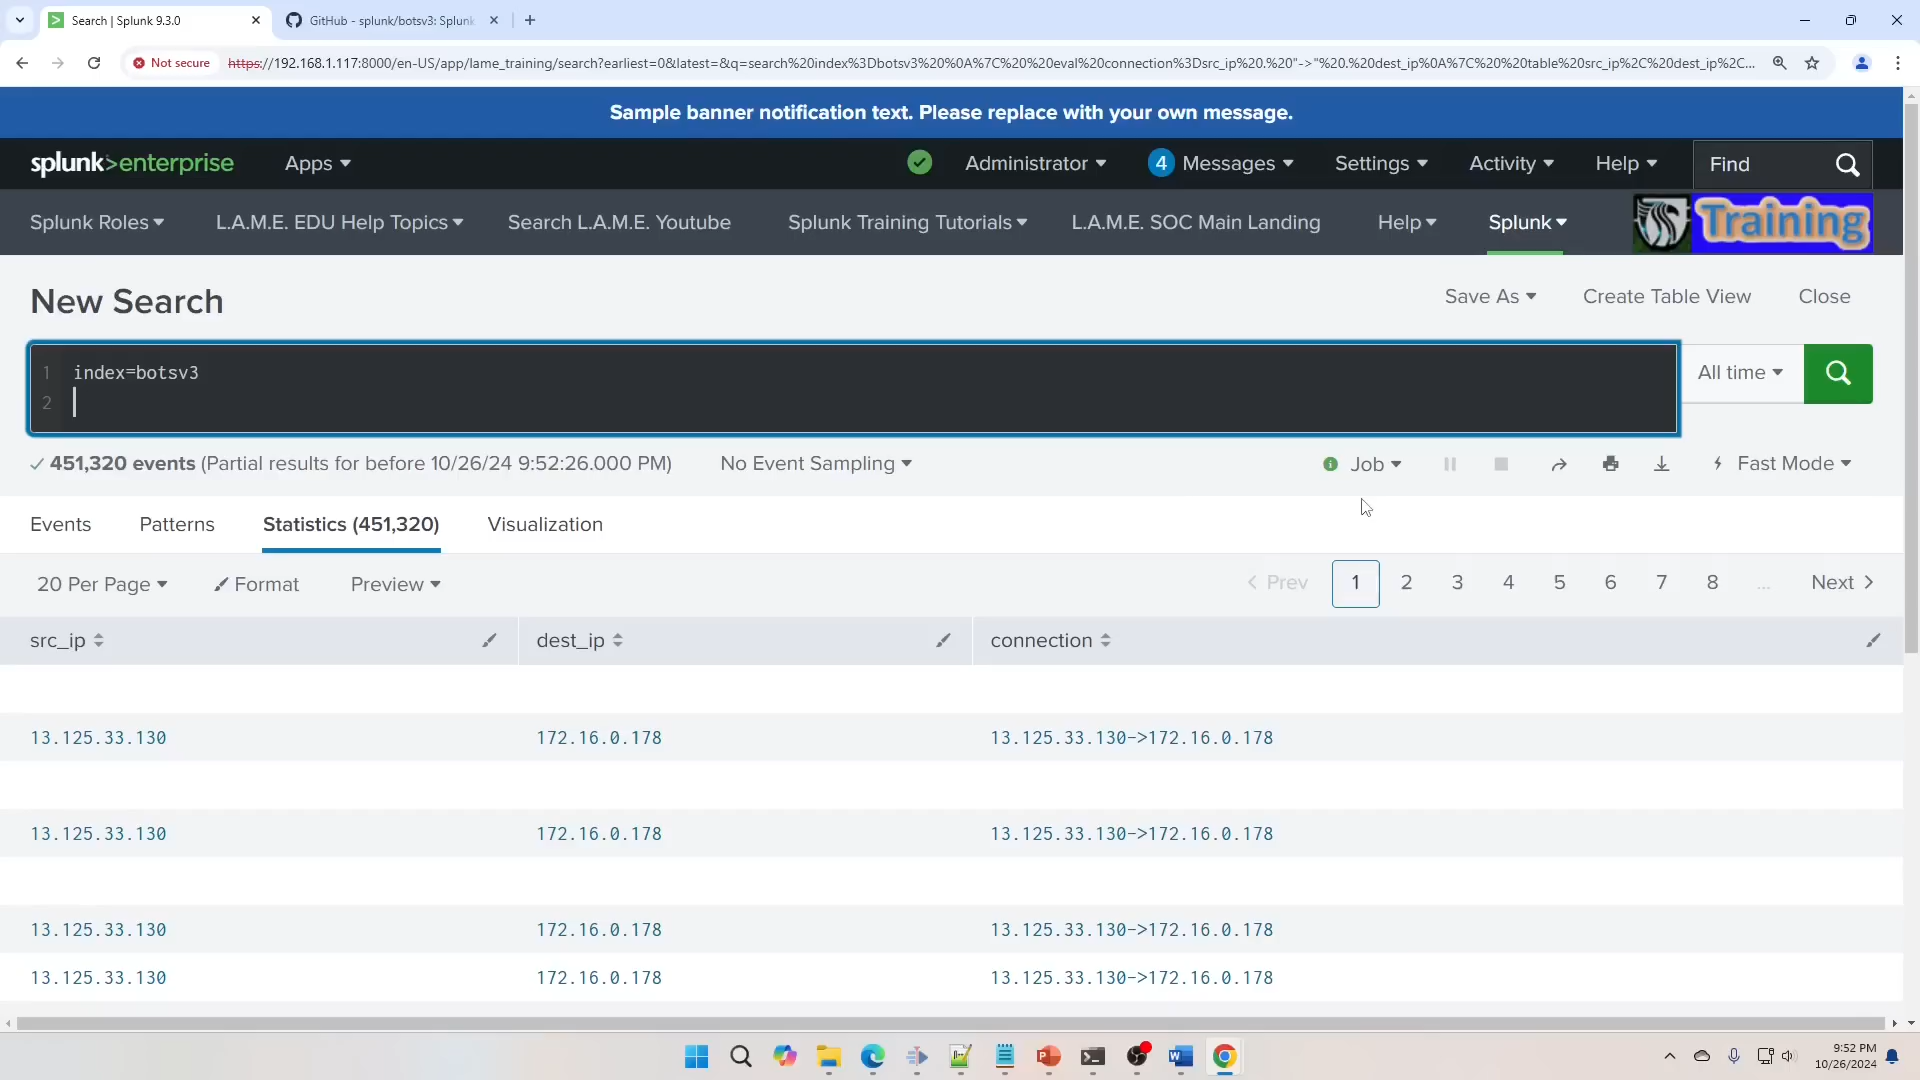 Search | Splunk 9.3.0
GitHub - splunk/botsv3: Splunk
Not secure
https://192.168.1.117:8000/en-US/app/lame_training/search?earliest=0&latest=&q=search%20index%3Dbotsv3%20%0A%7C%20%20eval%20connection%3Dsrc_ip%20.%20"->"%20.%20dest_ip%0A%7C%20%20table%20src_ip%2C%20dest_ip%2C...
Sample banner notification text. Please replace with your own message.
splunk>enterprise
Apps
Administrator
4
Messages
Settings
Activity
Help
Find
Splunk Roles
L.A.M.E. EDU Help Topics
Search L.A.M.E. Youtube
Splunk Training Tutorials
L.A.M.E. SOC Main Landing
Help
Splunk
Training
New Search
Save As
Create Table View
Close
1 index=botsv3
2
All time
451,320 events (Partial results for before 10/26/24 9:52:26.000 PM)
No Event Sampling
Job
Fast Mode
Events
Patterns
Statistics (451,320)
Visualization
20 Per Page
Format
Preview
Prev
1
2
3
4
5
6
7
8
...
Next
src_ip
dest_ip
connection
13.125.33.130 172.16.0.178 13.125.33.130->172.16.0.178
13.125.33.130 172.16.0.178 13.125.33.130->172.16.0.178
13.125.33.130 172.16.0.178 13.125.33.130->172.16.0.178
13.125.33.130 172.16.0.178 13.125.33.130->172.16.0.178
9:52 PM
10/26/2024